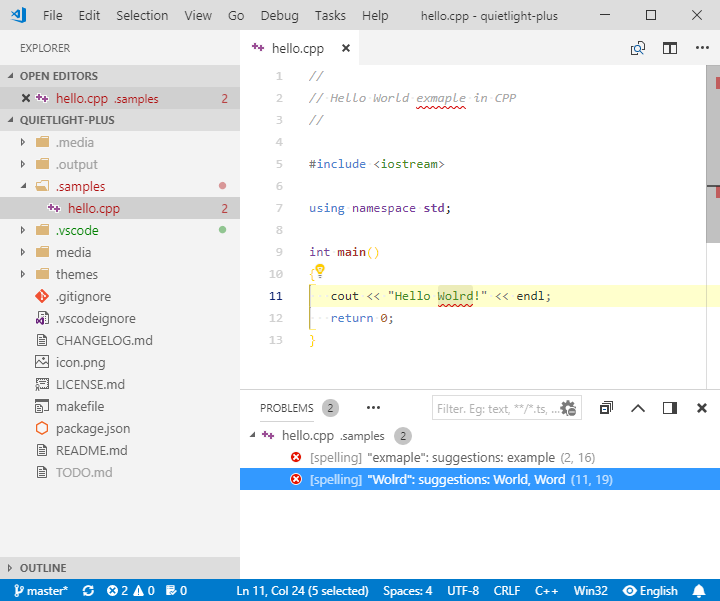 File Edit Selection View Go Debug Tasks Help hello.cpp - quietlight-plus
EXPLORER
OPEN EDITORS
hello.cpp .samples 2
QUIETLIGHT-PLUS
.media
.output
.samples
hello.cpp 2
.vscode
media
themes
.gitignore
.vscodeignore
CHANGELOG.md
icon.png
LICENSE.md
makefile
package.json
README.md
TODO.md
OUTLINE
hello.cpp
1 //
2 // Hello World exmaple in CPP
3 //
4
5 #include <iostream>
6
7 using namespace std;
8
9 int main()
10 {
11 cout << "Hello Wolrd!" << endl;
12 return 0;
13 }
PROBLEMS 2 ... Filter. Eg: text, **/*.ts, ...
hello.cpp .samples 2
[spelling] "exmaple": suggestions: example (2, 16)
[spelling] "Wolrd": suggestions: World, Word (11, 19)
master* 2 0 0 Ln 11, Col 24 (5 selected) Spaces: 4 UTF-8 CRLF C++ Win32 English